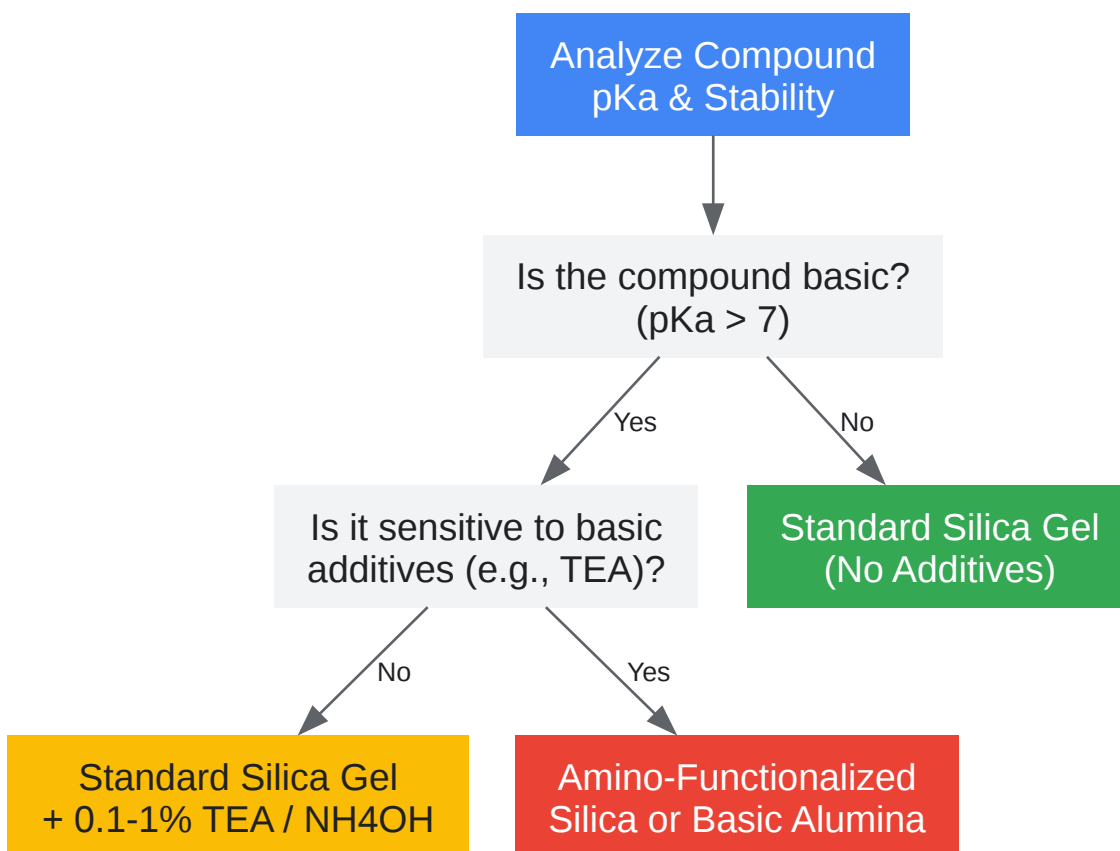 Analyze Compound
pKa & Stability
Is the compound basic?
(pKa > 7)
Yes
No
Is it sensitive to basic
additives (e.g., TEA)?
Standard Silica Gel
(No Additives)
No
Yes
Standard Silica Gel
+ 0.1-1% TEA / NH4OH
Amino-Functionalized
Silica or Basic Alumina